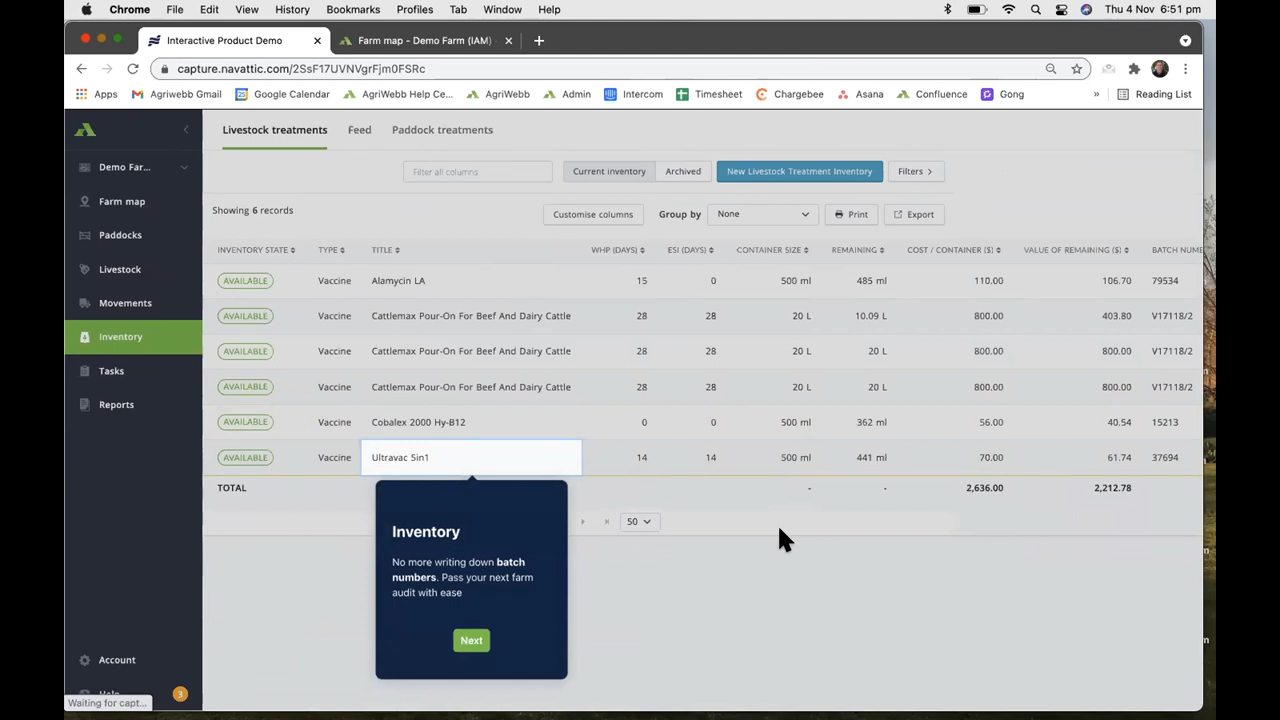 Chrome File Edit View History Bookmarks Profiles Tab Window Help Thu 4 Nov 6:51 pm
Interactive Product Demo Farm map - Demo Farm (IAM)
capture.navattic.com/2SsF17UVNVgrFjm0FSRc
Apps Agriwebb Gmail Google Calendar AgriWebb Help Ce... AgriWebb Admin Intercom Timesheet Chargebee Asana Confluence Gong » Reading List
Livestock treatments Feed Paddock treatments
Demo Far...
Filter all columns Current inventory Archived New Livestock Treatment Inventory Filters >
Farm map
Showing 6 records Customise columns Group by None Print Export
Paddocks
INVENTORY STATE TYPE TITLE WHP (DAYS) ESI (DAYS) CONTAINER SIZE REMAINING COST / CONTAINER ($) VALUE OF REMAINING ($) BATCH NUME
Livestock
AVAILABLE Vaccine Alamycin LA 15 0 500 ml 485 ml 110.00 106.70 79534
Movements
AVAILABLE Vaccine Cattlemax Pour-On For Beef And Dairy Cattle 28 28 20 L 10.09 L 800.00 403.80 V17118/2
Inventory
AVAILABLE Vaccine Cattlemax Pour-On For Beef And Dairy Cattle 28 28 20 L 20 L 800.00 800.00 V17118/2
Tasks
AVAILABLE Vaccine Cattlemax Pour-On For Beef And Dairy Cattle 28 28 20 L 20 L 800.00 800.00 V17118/2
Reports
AVAILABLE Vaccine Cobalex 2000 Hy-B12 0 0 500 ml 362 ml 56.00 40.54 15213
AVAILABLE Vaccine Ultravac 5in1 14 14 500 ml 441 ml 70.00 61.74 37694
TOTAL - - 2,636.00 2,212.78
50
Inventory
No more writing down batch
numbers. Pass your next farm
audit with ease
Next
Account
Help 3
Waiting for capt...